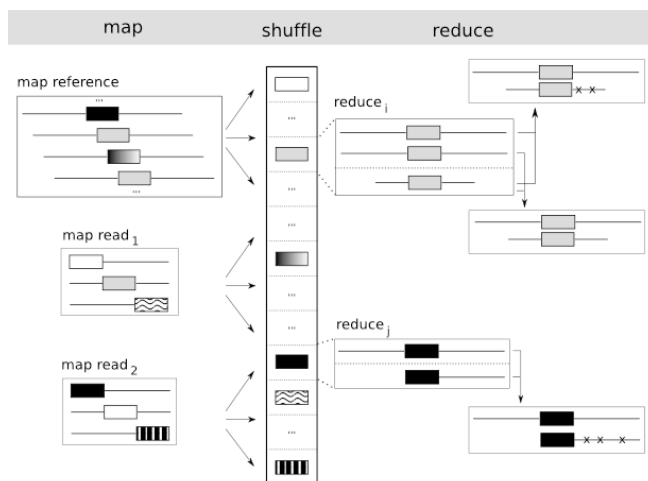 map shuffle reduce
map reference
...
...
map read 1
map read 2
...
...
...
...
...
...
...
reduce i
reduce j
x x
x x x